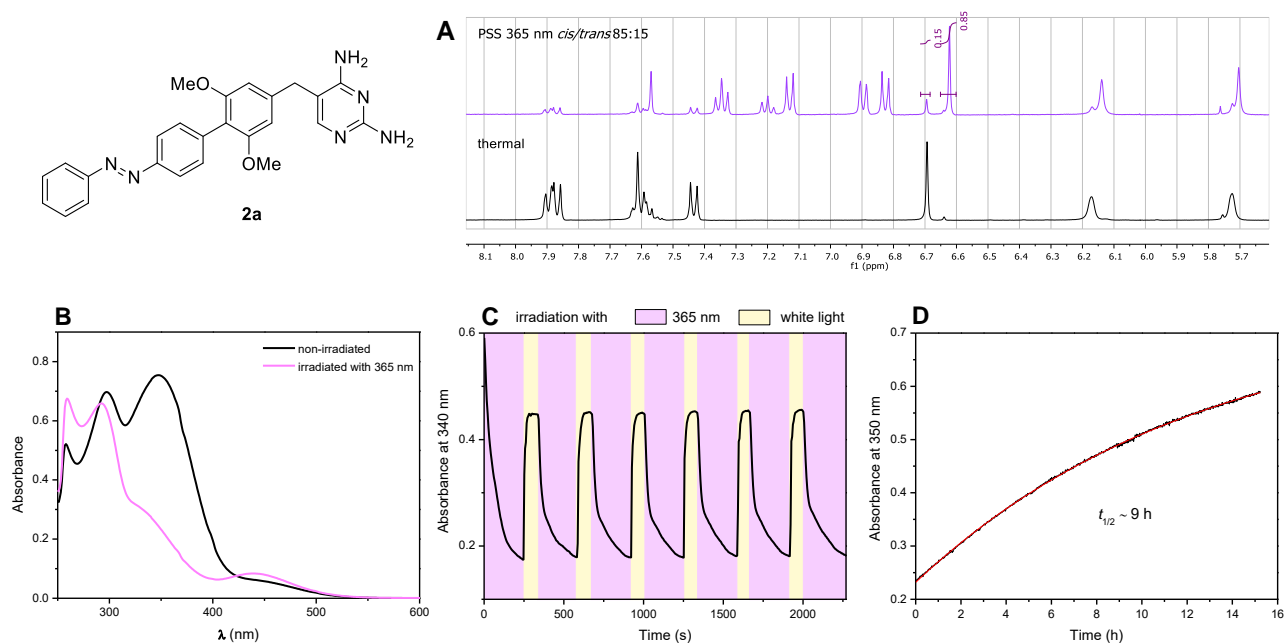 A
PSS 365 nm cis/trans 85:15
0.15
0.85
thermal
8.1 8.0 7.9 7.8 7.7 7.6 7.5 7.4 7.3 7.2 7.1 7.0 6.9 6.8 6.7 6.6 6.5 6.4 6.3 6.2 6.1 6.0 5.9 5.8 5.7
f1 (ppm)
NH2
MeO
N
N
NH2
N
N
OMe
2a
B
non-irradiated
irradiated with 365 nm
Absorbance
0.8
0.6
0.4
0.2
0.0
300 400 500 600
λ (nm)
C
irradiation with 365 nm white light
Absorbance at 340 nm
0.6
0.4
0.2
0 500 1000 1500 2000
Time (s)
D
Absorbance at 350 nm
0.7
0.6
0.5
0.4
0.3
0.2
t1/2 ~ 9 h
0 2 4 6 8 10 12 14 16
Time (h)